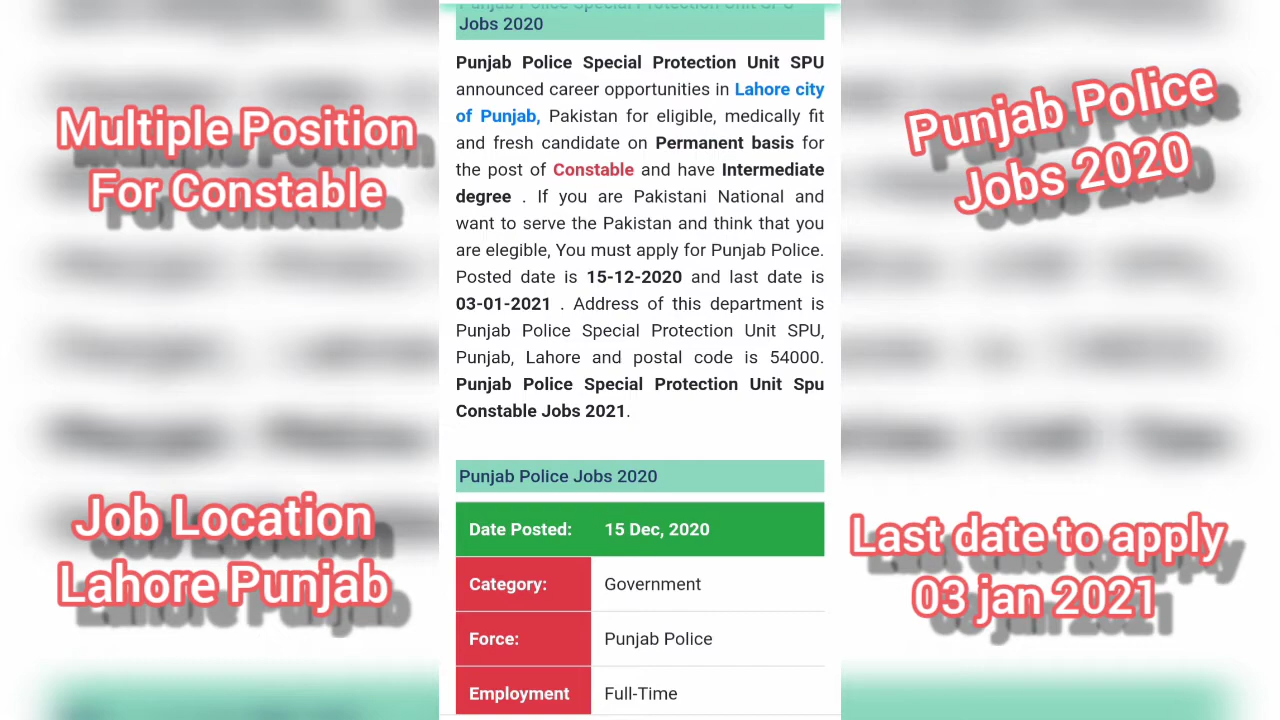 Punjab Police Special Protection Unit SPU
Jobs 2020
Punjab Police Special Protection Unit SPU
announced career opportunities in Lahore city
of Punjab, Pakistan for eligible, medically fit
and fresh candidate on Permanent basis for
the post of Constable and have Intermediate
degree . If you are Pakistani National and
want to serve the Pakistan and think that you
are elegible, You must apply for Punjab Police.
Posted date is 15-12-2020 and last date is
03-01-2021 . Address of this department is
Punjab Police Special Protection Unit SPU,
Punjab, Lahore and postal code is 54000.
Punjab Police Special Protection Unit Spu
Constable Jobs 2021.
Punjab Police Jobs 2020
Date Posted: 15 Dec, 2020
Category: Government
Force: Punjab Police
Employment Full-Time
Multiple Position
For Constable
Job Location
Lahore Punjab
Punjab Police
Jobs 2020
Last date to apply
03 jan 2021